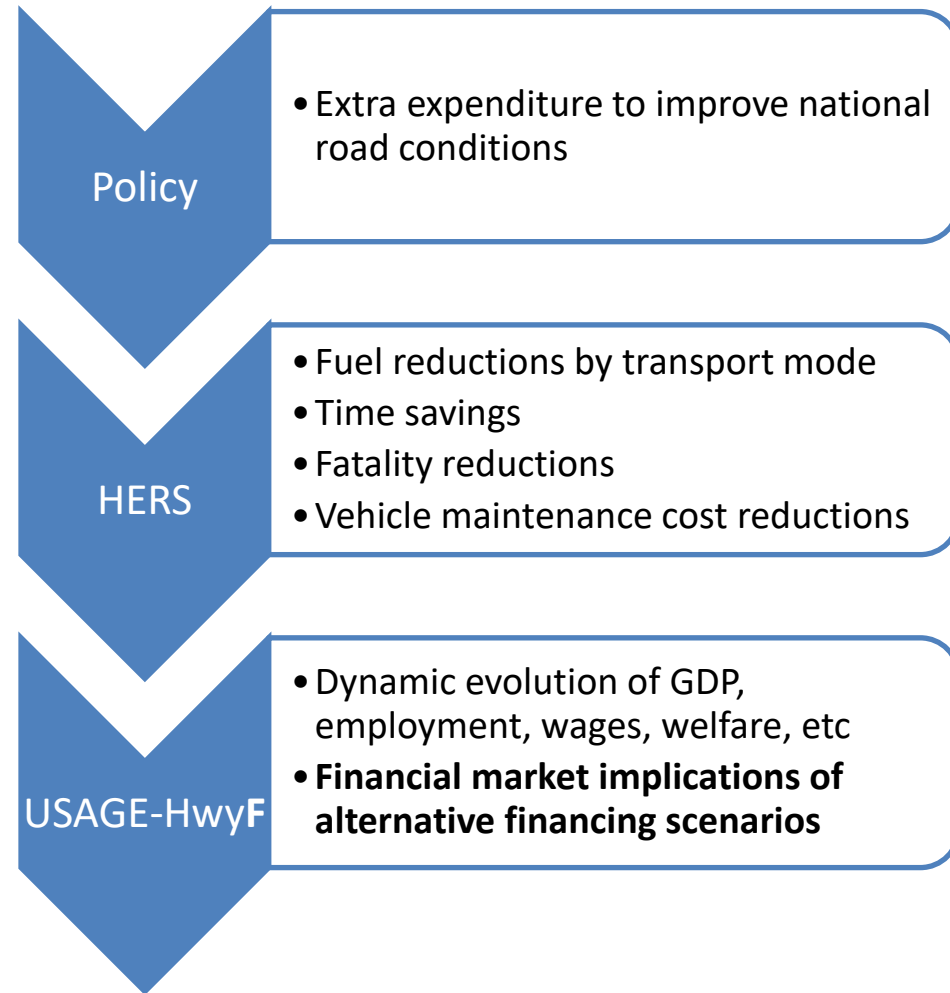 Policy
•Extra expenditure to improve national
road conditions
HERS
•Fuel reductions by transport mode
•Time savings
•Fatality reductions
•Vehicle maintenance cost reductions
USAGE-HwyF
•Dynamic evolution of GDP,
employment, wages, welfare, etc
•Financial market implications of
alternative financing scenarios